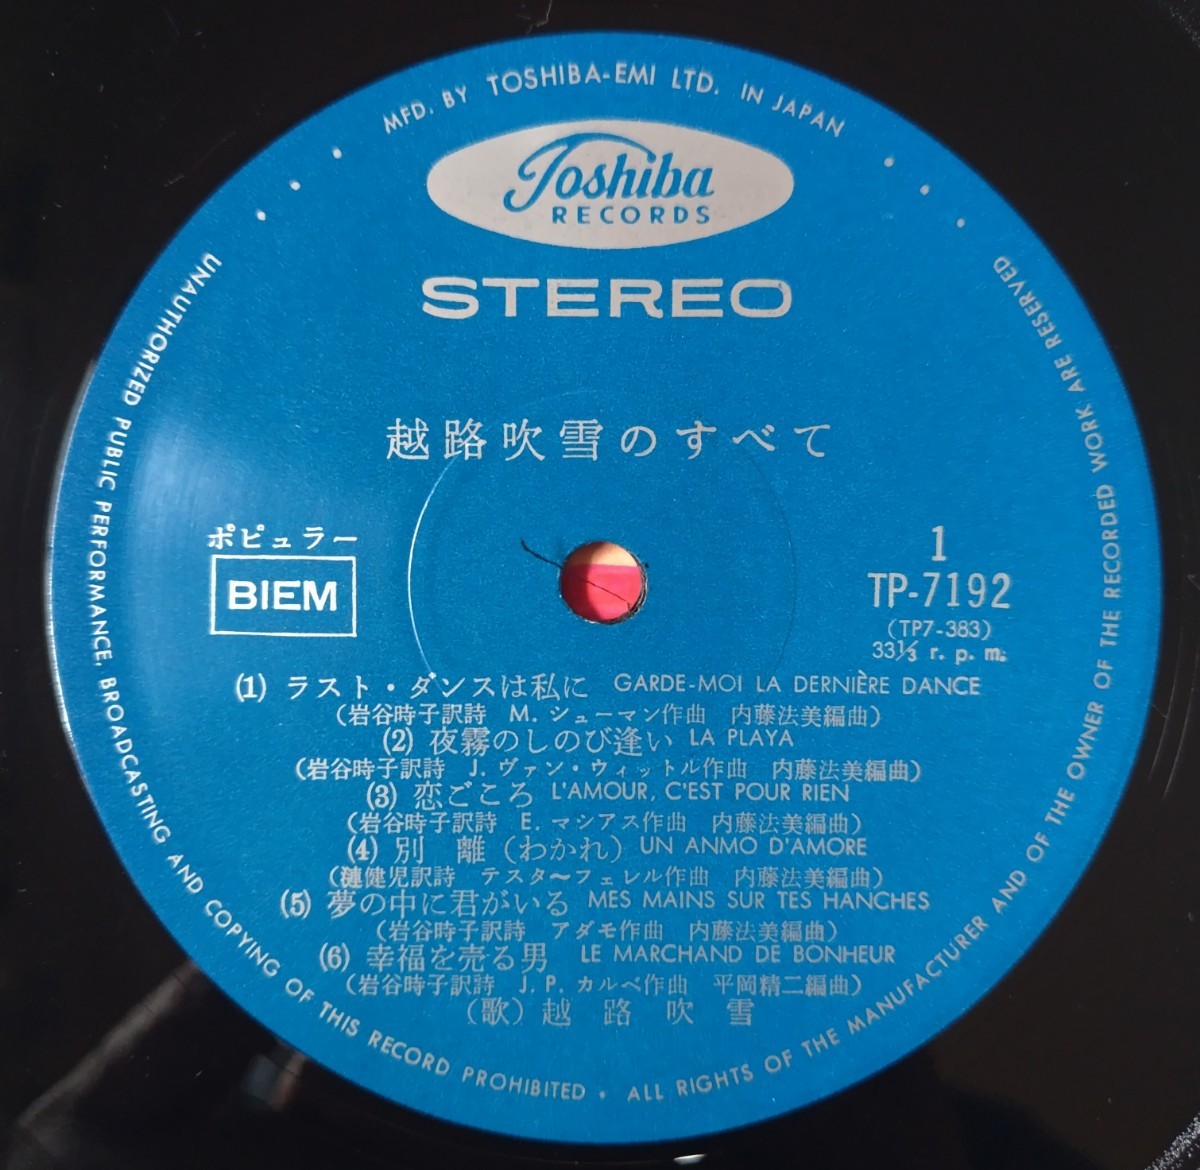 MFD. BY TOSHIBA-EMI LTD. IN JAPAN
Toshiba
RECORDS
STEREO
越路吹雪のすべて
ポピュラー
BIEM
1
TP-7192
(TP7-383)
33⅓ r. p. m.
(1) ラスト・ダンスは私に GARDE-MOI LA DERNIÈRE DANCE
(岩谷時子訳詩 M. シューマン作曲 内藤法美編曲)
(2) 夜霧のしのび逢い LA PLAYA
(岩谷時子訳詩 J. ヴァン・ウィットル作曲 内藤法美編曲)
(3) 恋ごころ L'AMOUR, C'EST POUR RIEN
(岩谷時子訳詩 E. マシアス作曲 内藤法美編曲)
(4) 別 離 (わかれ) UN ANMO D'AMORE
(漣健児訳詩 テスタ〜フェレル作曲 内藤法美編曲)
(5) 夢の中に君がいる MES MAINS SUR TES HANCHES
(岩谷時子訳詩 アダモ作曲 内藤法美編曲)
(6) 幸福を売る男 LE MARCHAND DE BONHEUR
(岩谷時子訳詩 J. P. カルベ作曲 平岡精二編曲)
(歌) 越 路 吹 雪
UNAUTHORIZED PUBLIC PERFORMANCE, BROADCASTING AND COPYING OF THIS RECORD PROHIBITED • ALL RIGHTS OF THE MANUFACTURER AND OF THE OWNER OF THE RECORDED WORK ARE RESERVED